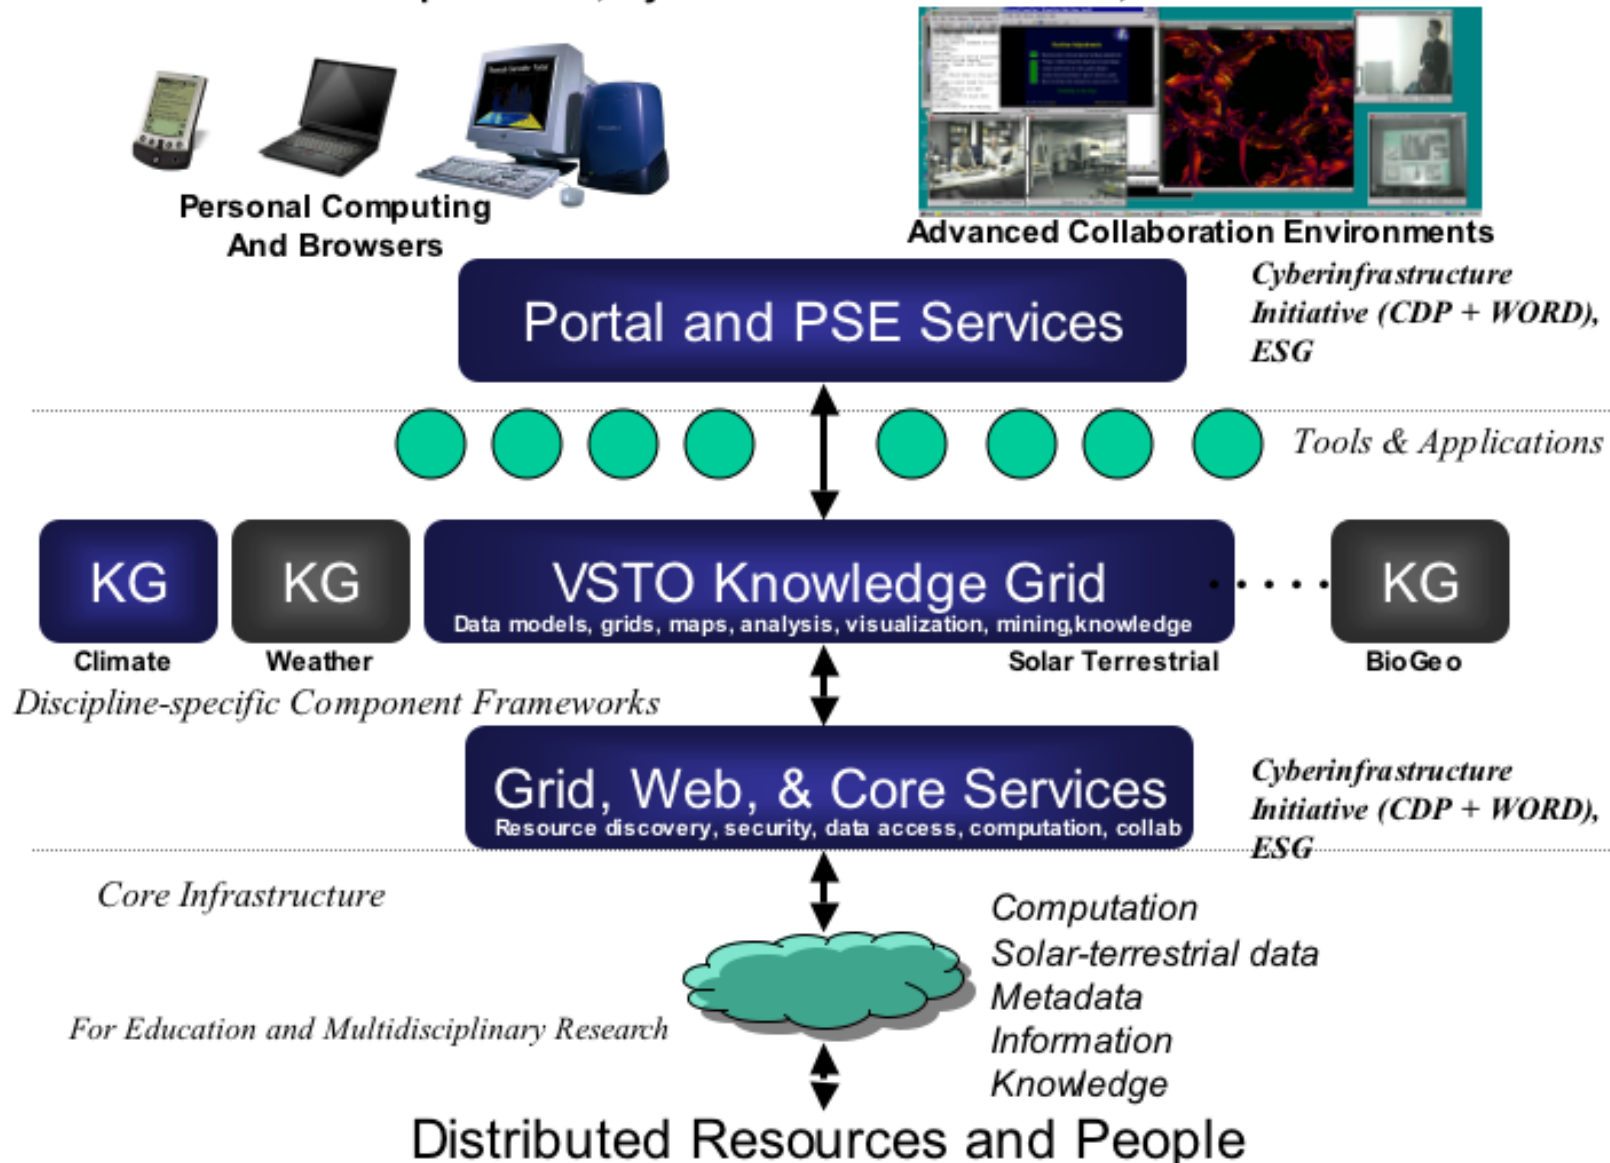 Personal Computing
And Browsers
Advanced Collaboration Environments
Portal and PSE Services
Cyberinfrastructure
Initiative (CDP + WORD),
ESG
Tools & Applications
KG
KG
VSTO Knowledge Grid
Data models, grids, maps, analysis, visualization, mining,knowledge
KG
Climate
Weather
Solar Terrestrial
BioGeo
Discipline-specific Component Frameworks
Grid, Web, & Core Services
Resource discovery, security, data access, computation, collab
Cyberinfrastructure
Initiative (CDP + WORD),
ESG
Core Infrastructure
Computation
Solar-terrestrial data
Metadata
Information
Knowledge
For Education and Multidisciplinary Research
Distributed Resources and People